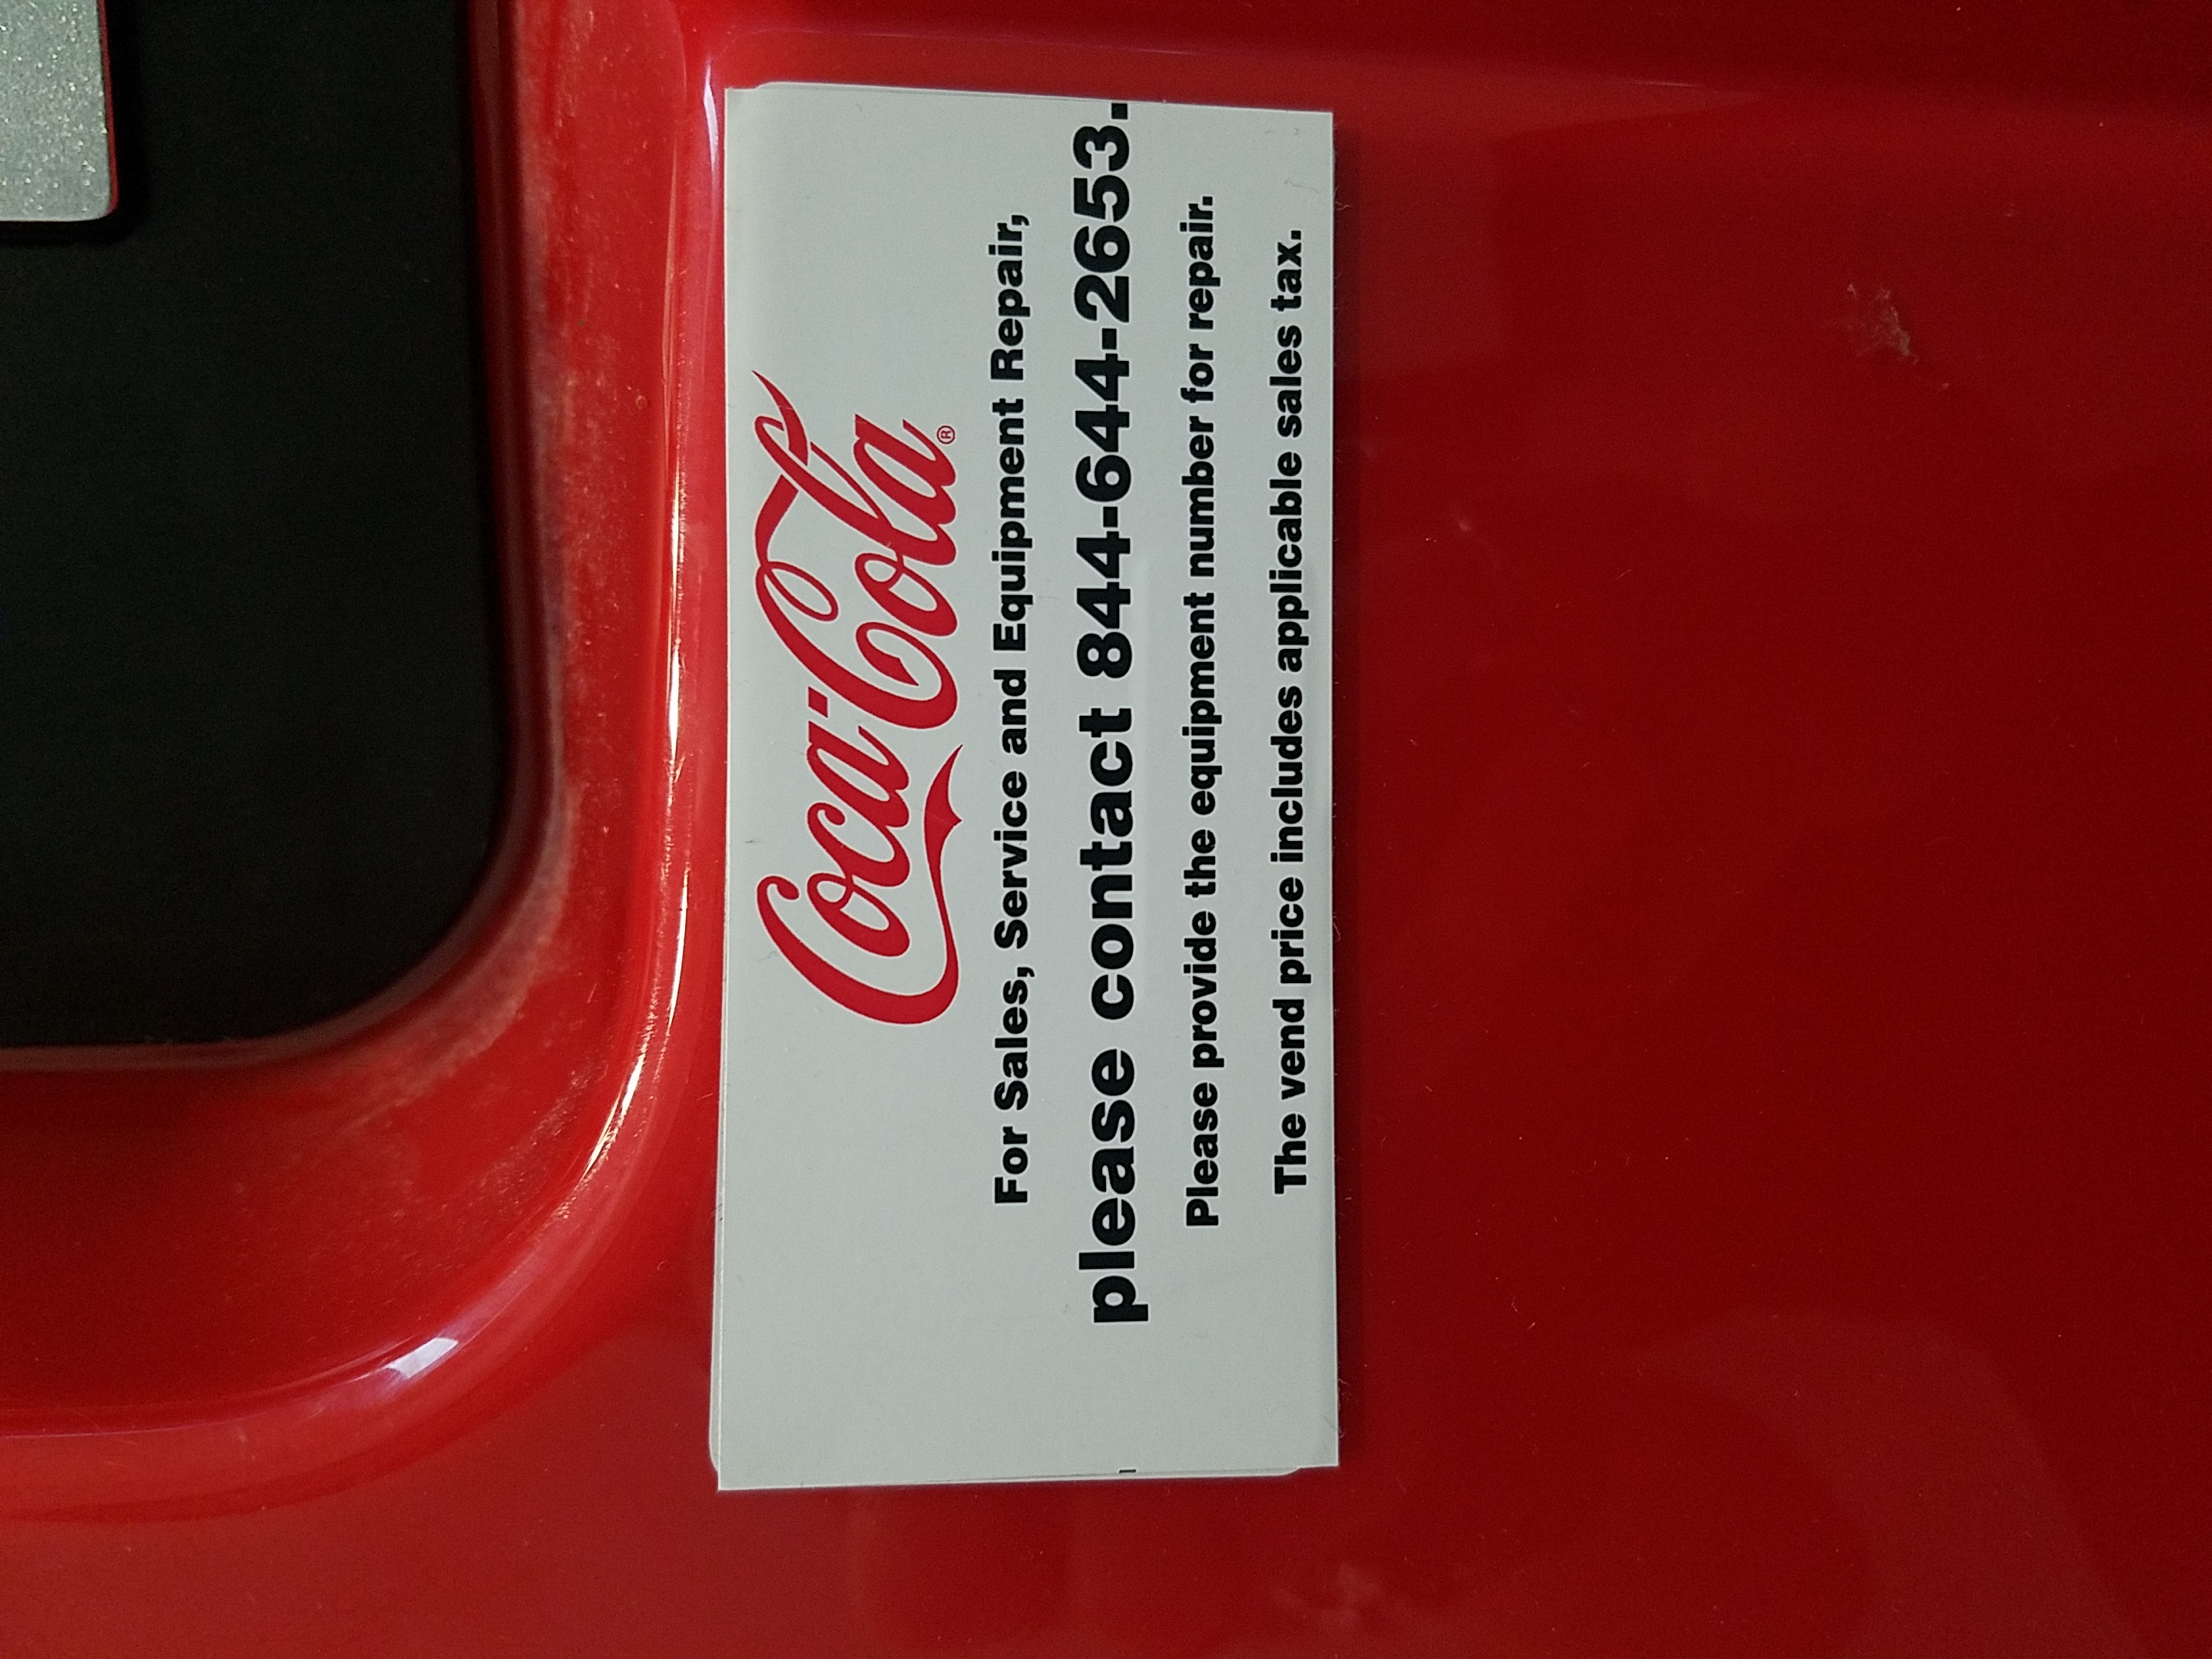 Coca-Cola®
For Sales, Service and Equipment Repair,
please contact 844-644-2653.
Please provide the equipment number for repair.
The vend price includes applicable sales tax.